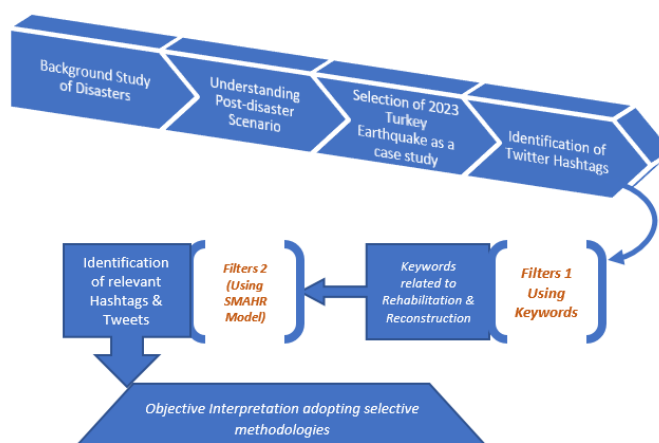 Background Study
of Disasters
Understanding
Post-disaster
Scenario
Selection of 2023
Turkey
Earthquake as a
case study
Identification of
Twitter Hashtags
Filters 1
Using
Keywords
Keywords
related to
Rehabilitation &
Reconstruction
Filters 2
(Using
SMAHR
Model)
Identification
of relevant
Hashtags &
Tweets
Objective Interpretation adopting selective
methodologies